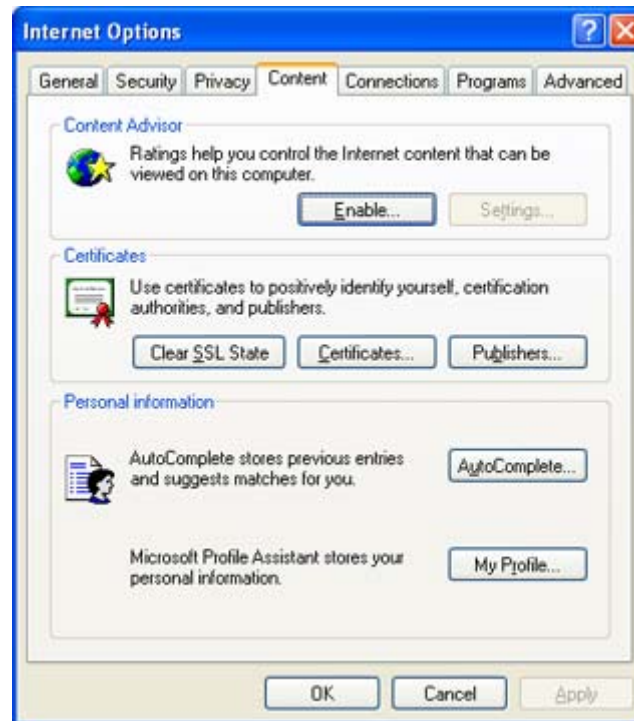 Internet Options
General Security Privacy Content Connections Programs Advanced
Content Advisor
Ratings help you control the Internet content that can be
viewed on this computer.
Enable... Settings...
Certificates
Use certificates to positively identify yourself, certification
authorities, and publishers.
Clear SSL State Certificates... Publishers...
Personal information
AutoComplete stores previous entries
and suggests matches for you.
AutoComplete...
Microsoft Profile Assistant stores your
personal information.
My Profile...
OK Cancel Apply